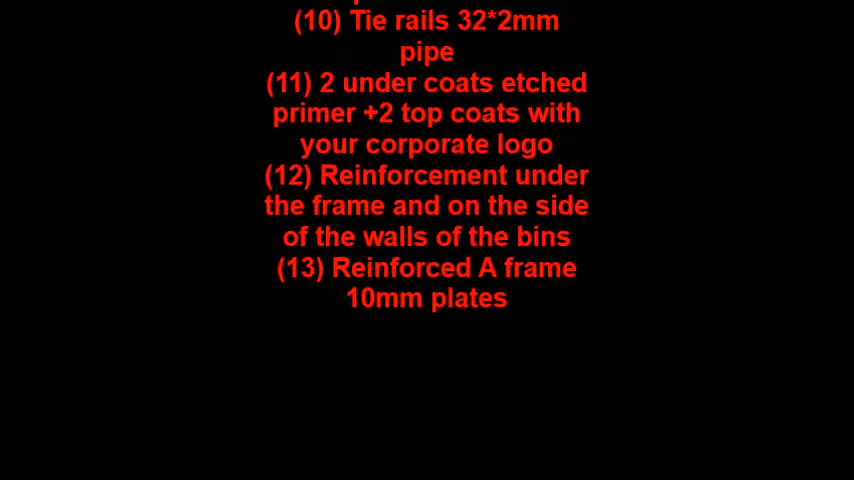 (10) Tie rails 32*2mm
pipe
(11) 2 under coats etched
primer +2 top coats with
your corporate logo
(12) Reinforcement under
the frame and on the side
of the walls of the bins
(13) Reinforced A frame
10mm plates